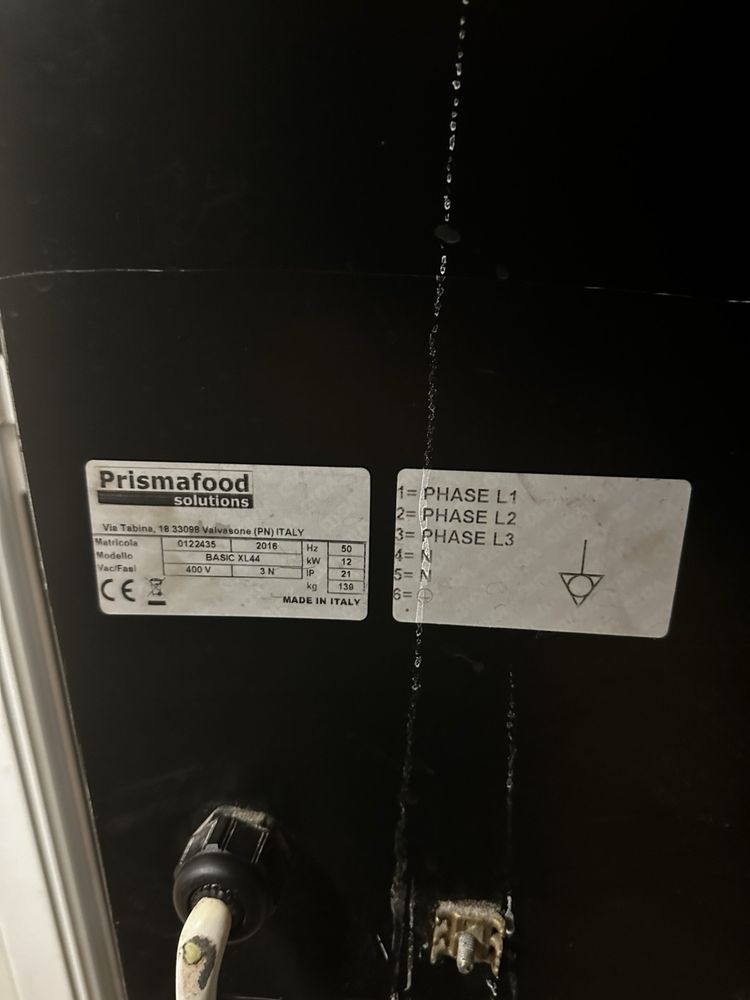 Prismafood
solutions
Via Tabina, 18 33098 Valvasone (PN) ITALY
Matricola 0122435 2016 Hz 50
Modello BASIC XL44 kW 12
Vac/Fasi 400 V 3 N IP 21
kg 139
CE MADE IN ITALY
1= PHASE L1
2= PHASE L2
3= PHASE L3
4= N
5= N
6= ⏚